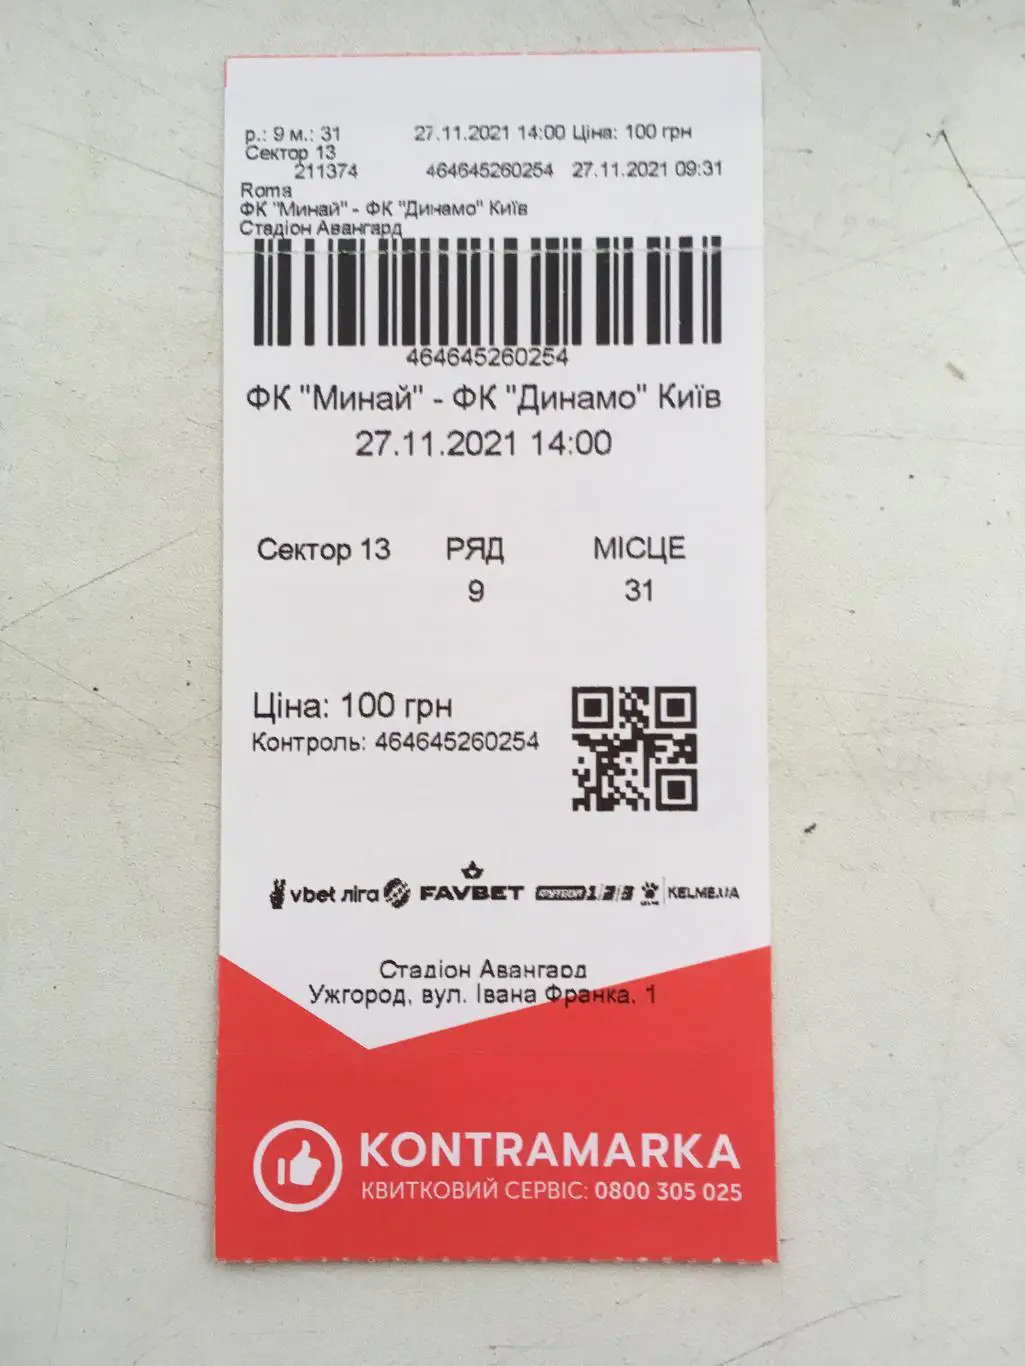 р.: 9 м.: 31 27.11.2021 14:00 Ціна: 100 грн
Сектор 13
211374 464645260254 27.11.2021 09:31
Roma
ФК "Минай" - ФК "Динамо" Київ
Стадіон Авангард
464645260254
ФК "Минай" - ФК "Динамо" Київ
27.11.2021 14:00
Сектор 13 РЯД МІСЦЕ
9 31
Ціна: 100 грн
Контроль: 464645260254
vbet ліга FAVBET 1/2/3 KELME.UA
Стадіон Авангард
Ужгород, вул. Івана Франка, 1
KONTRAMARKA
КВИТКОВИЙ СЕРВІС: 0800 305 025